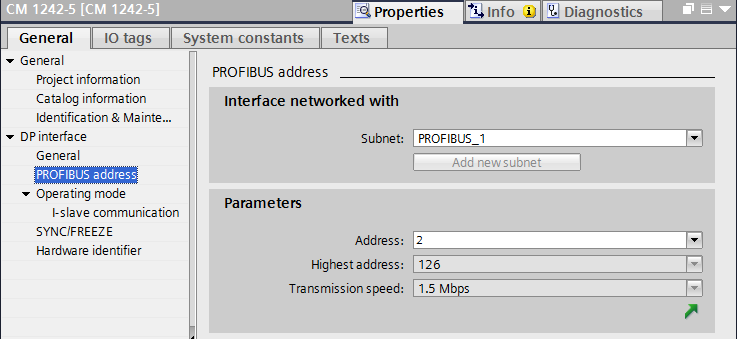 CM 1242-5 [CM 1242-5]
Properties
Info
Diagnostics
General
IO tags
System constants
Texts
General
Project information
Catalog information
Identification & Mainte...
DP interface
General
PROFIBUS address
Operating mode
I-slave communication
SYNC/FREEZE
Hardware identifier
PROFIBUS address
Interface networked with
Subnet: PROFIBUS_1
Add new subnet
Parameters
Address: 2
Highest address: 126
Transmission speed: 1.5 Mbps